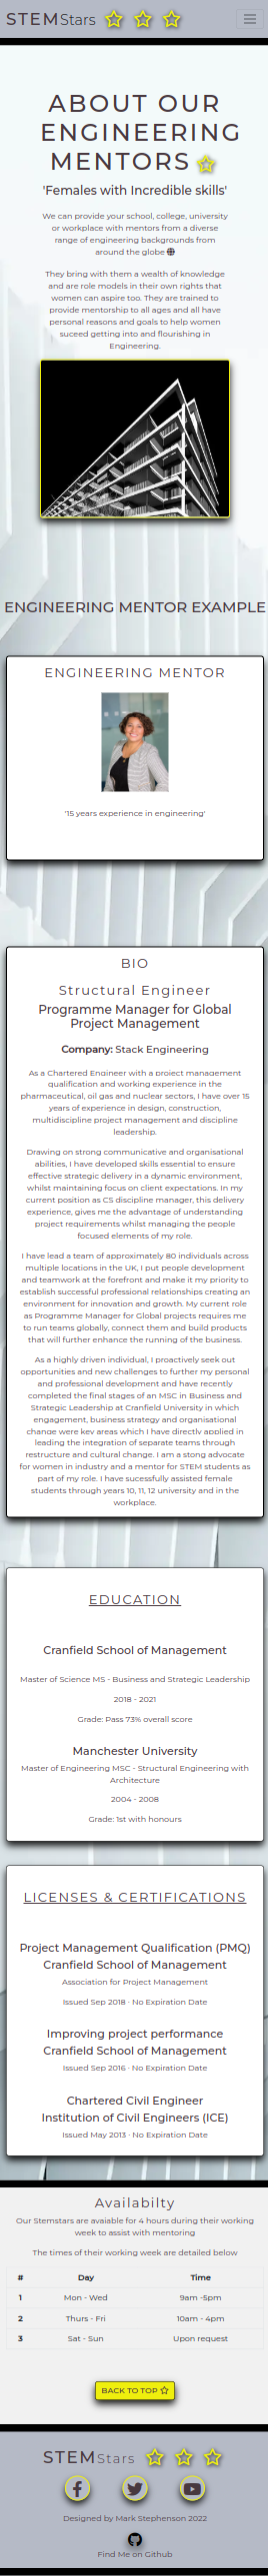 STEMStars
ABOUT OUR
ENGINEERING
MENTORS
'Females with Incredible skills'
We can provide your school, college, university
or workplace with mentors from a diverse
range of engineering backgrounds from
around the globe
They bring with them a wealth of knowledge
and are role models in their own rights that
women can aspire too. They are trained to
provide mentorship to all ages and all have
personal reasons and goals to help women
suceed getting into and flourishing in
Engineering.
ENGINEERING MENTOR EXAMPLE
ENGINEERING MENTOR
'15 years experience in engineering'
BIO
Structural Engineer
Programme Manager for Global
Project Management
Company: Stack Engineering
As a Chartered Engineer with a project management
qualification and working experience in the
pharmaceutical, oil gas and nuclear sectors, I have over 15
years of experience in design, construction,
multidiscipline project management and discipline
leadership.
Drawing on strong communicative and organisational
abilities, I have developed skills essential to ensure
effective strategic delivery in a dynamic environment,
whilst maintaining focus on client expectations. In my
current position as CS discipline manager, this delivery
experience, gives me the advantage of understanding
project requirements whilst managing the people
focused elements of my role.
I have lead a team of approximately 80 individuals across
multiple locations in the UK, I put people development
and teamwork at the forefront and make it my priority to
establish successful professional relationships creating an
environment for innovation and growth. My current role
as Programme Manager for Global projects requires me
to run teams globally, connect them and build products
that will further enhance the running of the business.
As a highly driven individual, I proactively seek out
opportunities and new challenges to further my personal
and professional development and have recently
completed the final stages of an MSC in Business and
Strategic Leadership at Cranfield University in which
engagement, business strategy and organisational
change were key areas which I have directly applied in
leading the integration of separate teams through
restructure and cultural change. I am a stong advocate
for women in industry and a mentor for STEM students as
part of my role. I have sucessfully assisted female
students through years 10, 11, 12 university and in the
workplace.
EDUCATION
Cranfield School of Management
Master of Science MS - Business and Strategic Leadership
2018 - 2021
Grade: Pass 73% overall score
Manchester University
Master of Engineering MSC - Structural Engineering with
Architecture
2004 - 2008
Grade: 1st with honours
LICENSES & CERTIFICATIONS
Project Management Qualification (PMQ)
Cranfield School of Management
Association for Project Management
Issued Sep 2018 · No Expiration Date
Improving project performance
Cranfield School of Management
Issued Sep 2016 · No Expiration Date
Chartered Civil Engineer
Institution of Civil Engineers (ICE)
Issued May 2013 · No Expiration Date
Availabilty
Our Stemstars are avaiable for 4 hours during their working
week to assist with mentoring
The times of their working week are detailed below
# Day Time
1 Mon - Wed 9am -5pm
2 Thurs - Fri 10am - 4pm
3 Sat - Sun Upon request
BACK TO TOP
STEMStars
Designed by Mark Stephenson 2022
Find Me on Github